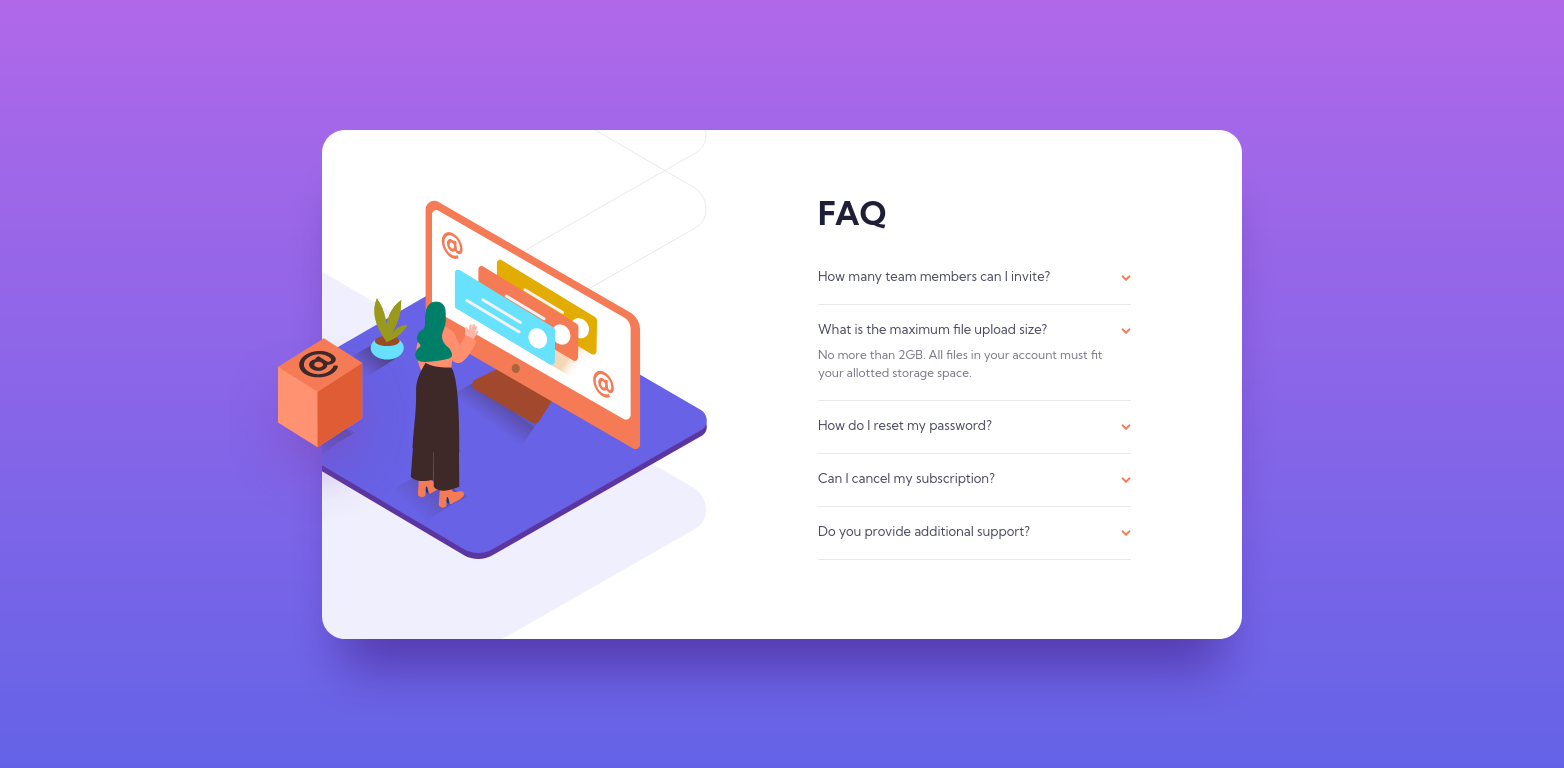 FAQ
How many team members can I invite?
What is the maximum file upload size?
No more than 2GB. All files in your account must fit
your allotted storage space.
How do I reset my password?
Can I cancel my subscription?
Do you provide additional support?
@
@
@